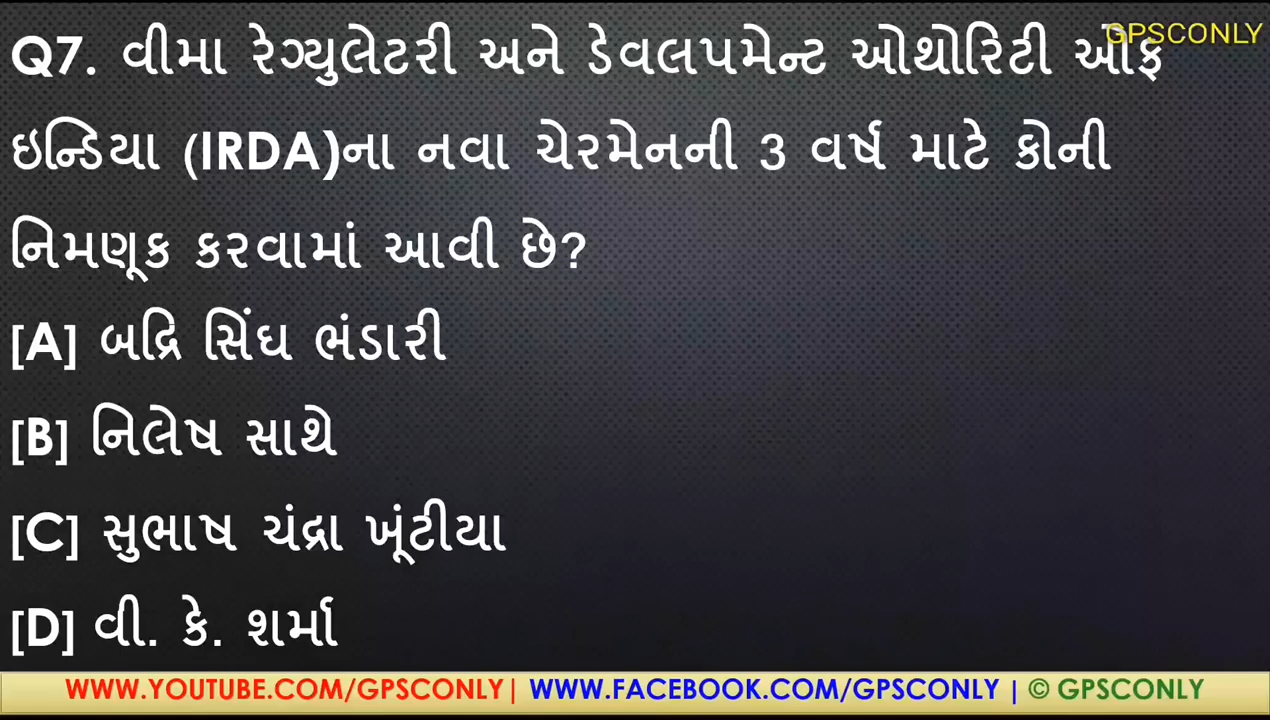 GPSCONLY
Q7. વીમા રેગ્યુલેટરી અને ડેવલપમેન્ટ ઓથોરિટી ઓફ
ઇન્ડિયા (IRDA)ના નવા ચેરમેનની 3 વર્ષ માટે કોની
નિમણૂક કરવામાં આવી છે?
[A] બદ્રિ સિંઘ ભંડારી
[B] નિલેષ સાથે
[C] સુભાષ ચંદ્રા ખૂંટીયા
[D] વી. કે. શર્મા
WWW.YOUTUBE.COM/GPSCONLY| WWW.FACEBOOK.COM/GPSCONLY | © GPSCONLY